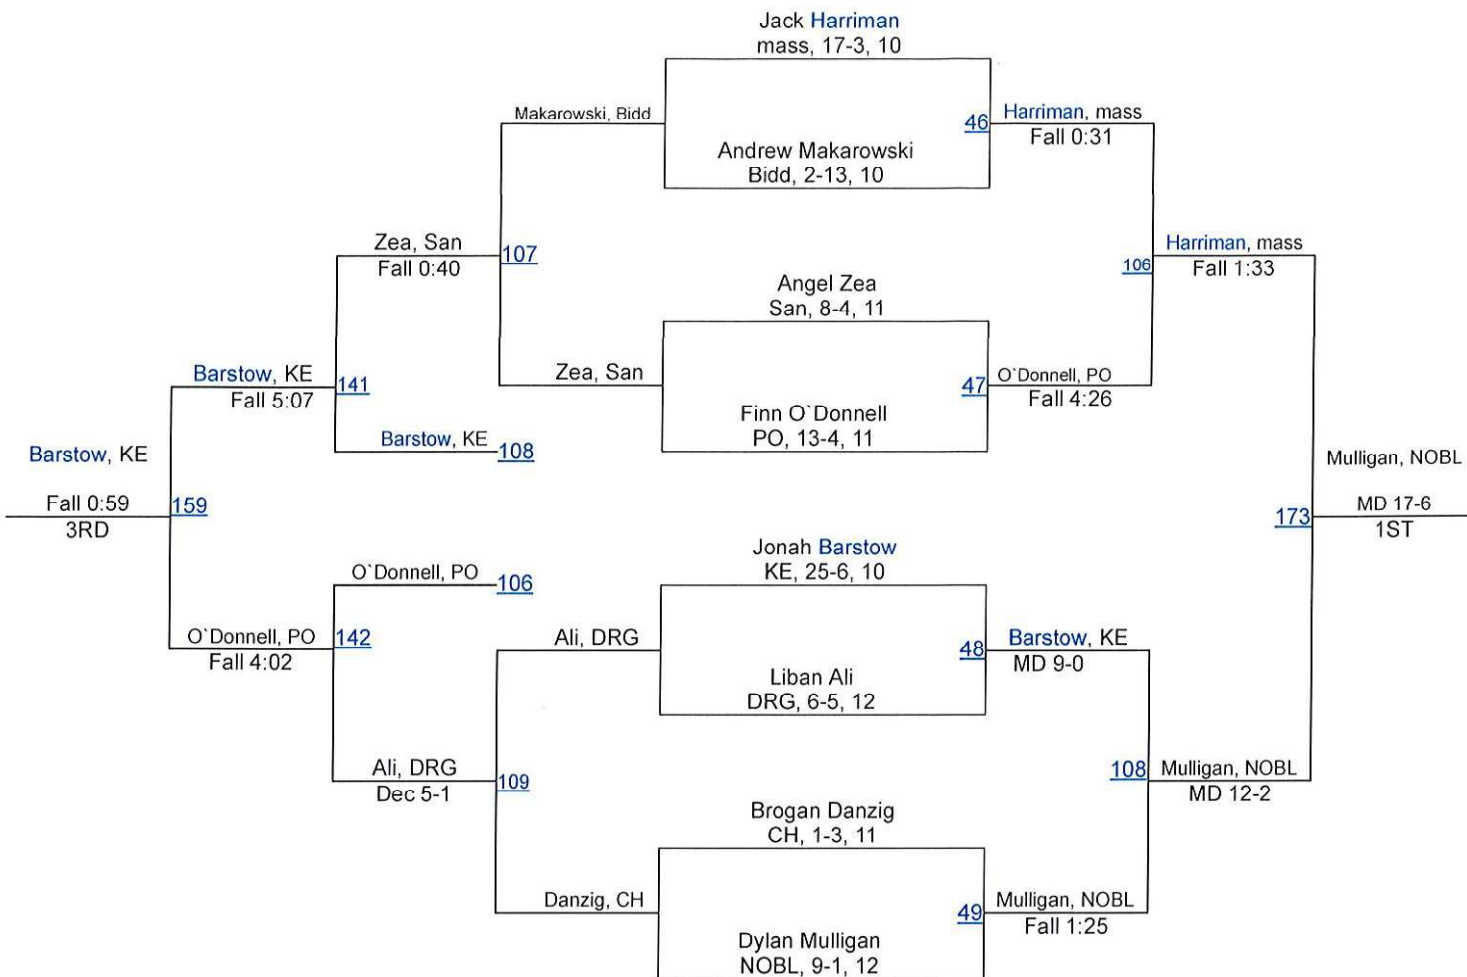 Jack Harriman
mass, 17-3, 10
Makarowski, Bidd
46
Harriman, mass
Fall 0:31
Andrew Makarowski
Bidd, 2-13, 10
Zea, San
Fall 0:40
107
106
Harriman, mass
Fall 1:33
Angel Zea
San, 8-4, 11
Barstow, KE
Fall 5:07
141
Zea, San
47
O`Donnell, PO
Fall 4:26
Finn O`Donnell
PO, 13-4, 11
Barstow, KE
108
Barstow, KE
Fall 0:59
3RD
159
Mulligan, NOBL
173
MD 17-6
1ST
Jonah Barstow
KE, 25-6, 10
O`Donnell, PO
106
O`Donnell, PO
Fall 4:02
142
Ali, DRG
48
Barstow, KE
MD 9-0
Liban Ali
DRG, 6-5, 12
Ali, DRG
Dec 5-1
109
108
Mulligan, NOBL
MD 12-2
Brogan Danzig
CH, 1-3, 11
Danzig, CH
49
Mulligan, NOBL
Fall 1:25
Dylan Mulligan
NOBL, 9-1, 12